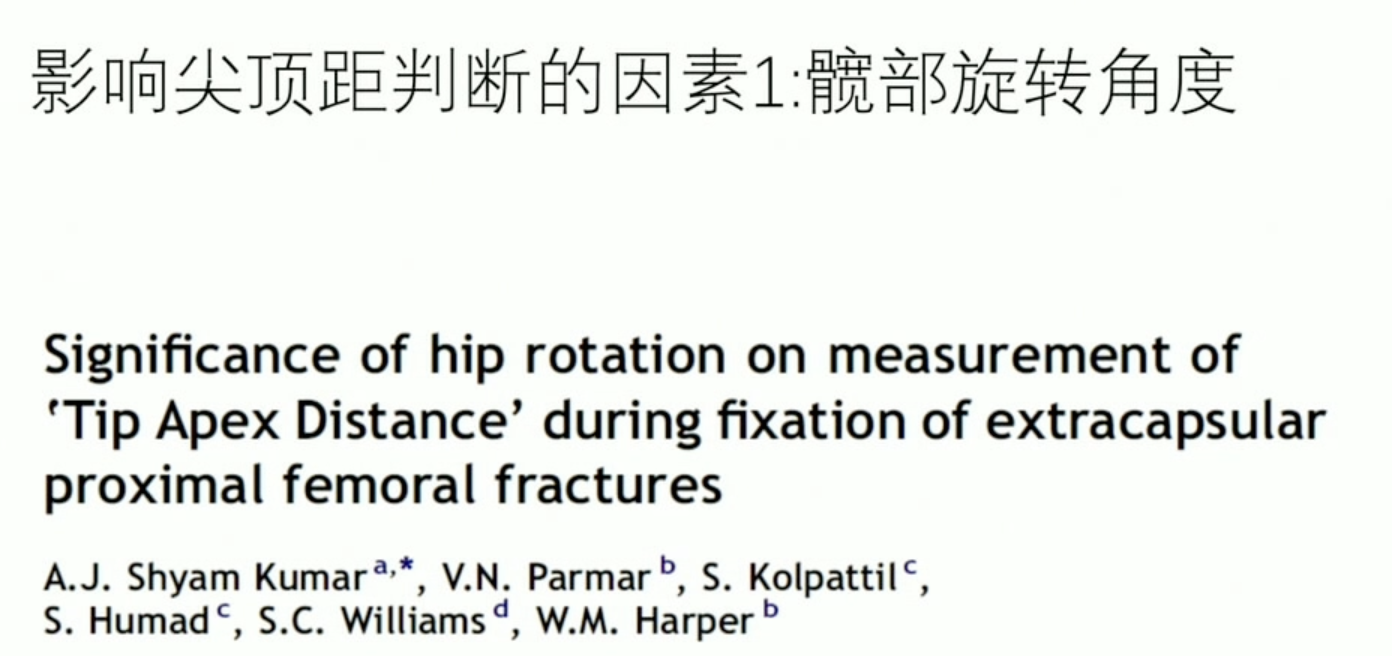 影响尖顶距判断的因素1:髋部旋转角度
Significance of hip rotation on measurement of
‘Tip Apex Distance’ during fixation of extracapsular
proximal femoral fractures
A.J. Shyam Kumar a,*, V.N. Parmar b, S. Kolpattil c,
S. Humad c, S.C. Williams d, W.M. Harper b